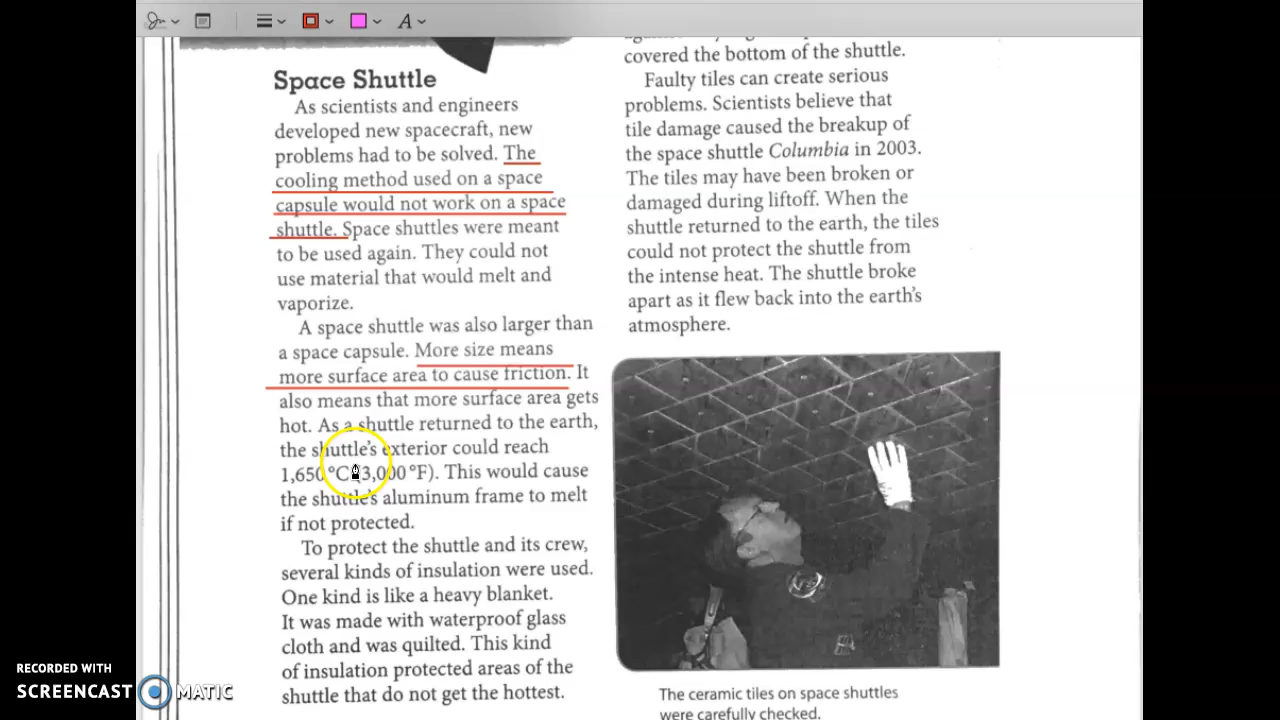 Space Shuttle
As scientists and engineers
developed new spacecraft, new
problems had to be solved. The
cooling method used on a space
capsule would not work on a space
shuttle. Space shuttles were meant
to be used again. They could not
use material that would melt and
vaporize.
A space shuttle was also larger than
a space capsule. More size means
more surface area to cause friction. It
also means that more surface area gets
hot. As a shuttle returned to the earth,
the shuttle's exterior could reach
1,650 °C (3,000 °F). This would cause
the shuttle's aluminum frame to melt
if not protected.
To protect the shuttle and its crew,
several kinds of insulation were used.
One kind is like a heavy blanket.
It was made with waterproof glass
cloth and was quilted. This kind
of insulation protected areas of the
shuttle that do not get the hottest.
covered the bottom of the shuttle.
Faulty tiles can create serious
problems. Scientists believe that
tile damage caused the breakup of
the space shuttle Columbia in 2003.
The tiles may have been broken or
damaged during liftoff. When the
shuttle returned to the earth, the tiles
could not protect the shuttle from
the intense heat. The shuttle broke
apart as it flew back into the earth's
atmosphere.
The ceramic tiles on space shuttles
were carefully checked.
A
RECORDED WITH
SCREENCAST MATIC